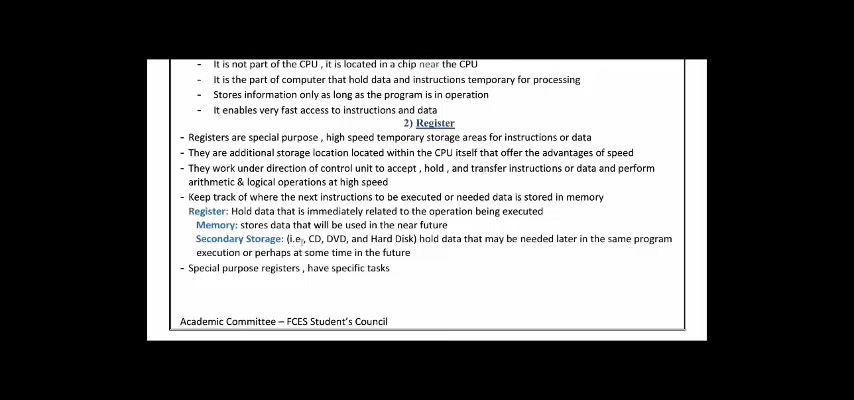 - It is not part of the CPU , it is located in a chip near the CPU
- It is the part of computer that hold data and instructions temporary for processing
- Stores information only as long as the program is in operation
- It enables very fast access to instructions and data
2) Register
- Registers are special purpose , high speed temporary storage areas for instructions or data
- They are additional storage location located within the CPU itself that offer the advantages of speed
- They work under direction of control unit to accept , hold , and transfer instructions or data and perform
arithmetic & logical operations at high speed
- Keep track of where the next instructions to be executed or needed data is stored in memory
Register: Hold data that is immediately related to the operation being executed
Memory: stores data that will be used in the near future
Secondary Storage: (i.e., CD, DVD, and Hard Disk) hold data that may be needed later in the same program
execution or perhaps at some time in the future
- Special purpose registers , have specific tasks
Academic Committee – FCES Student's Council